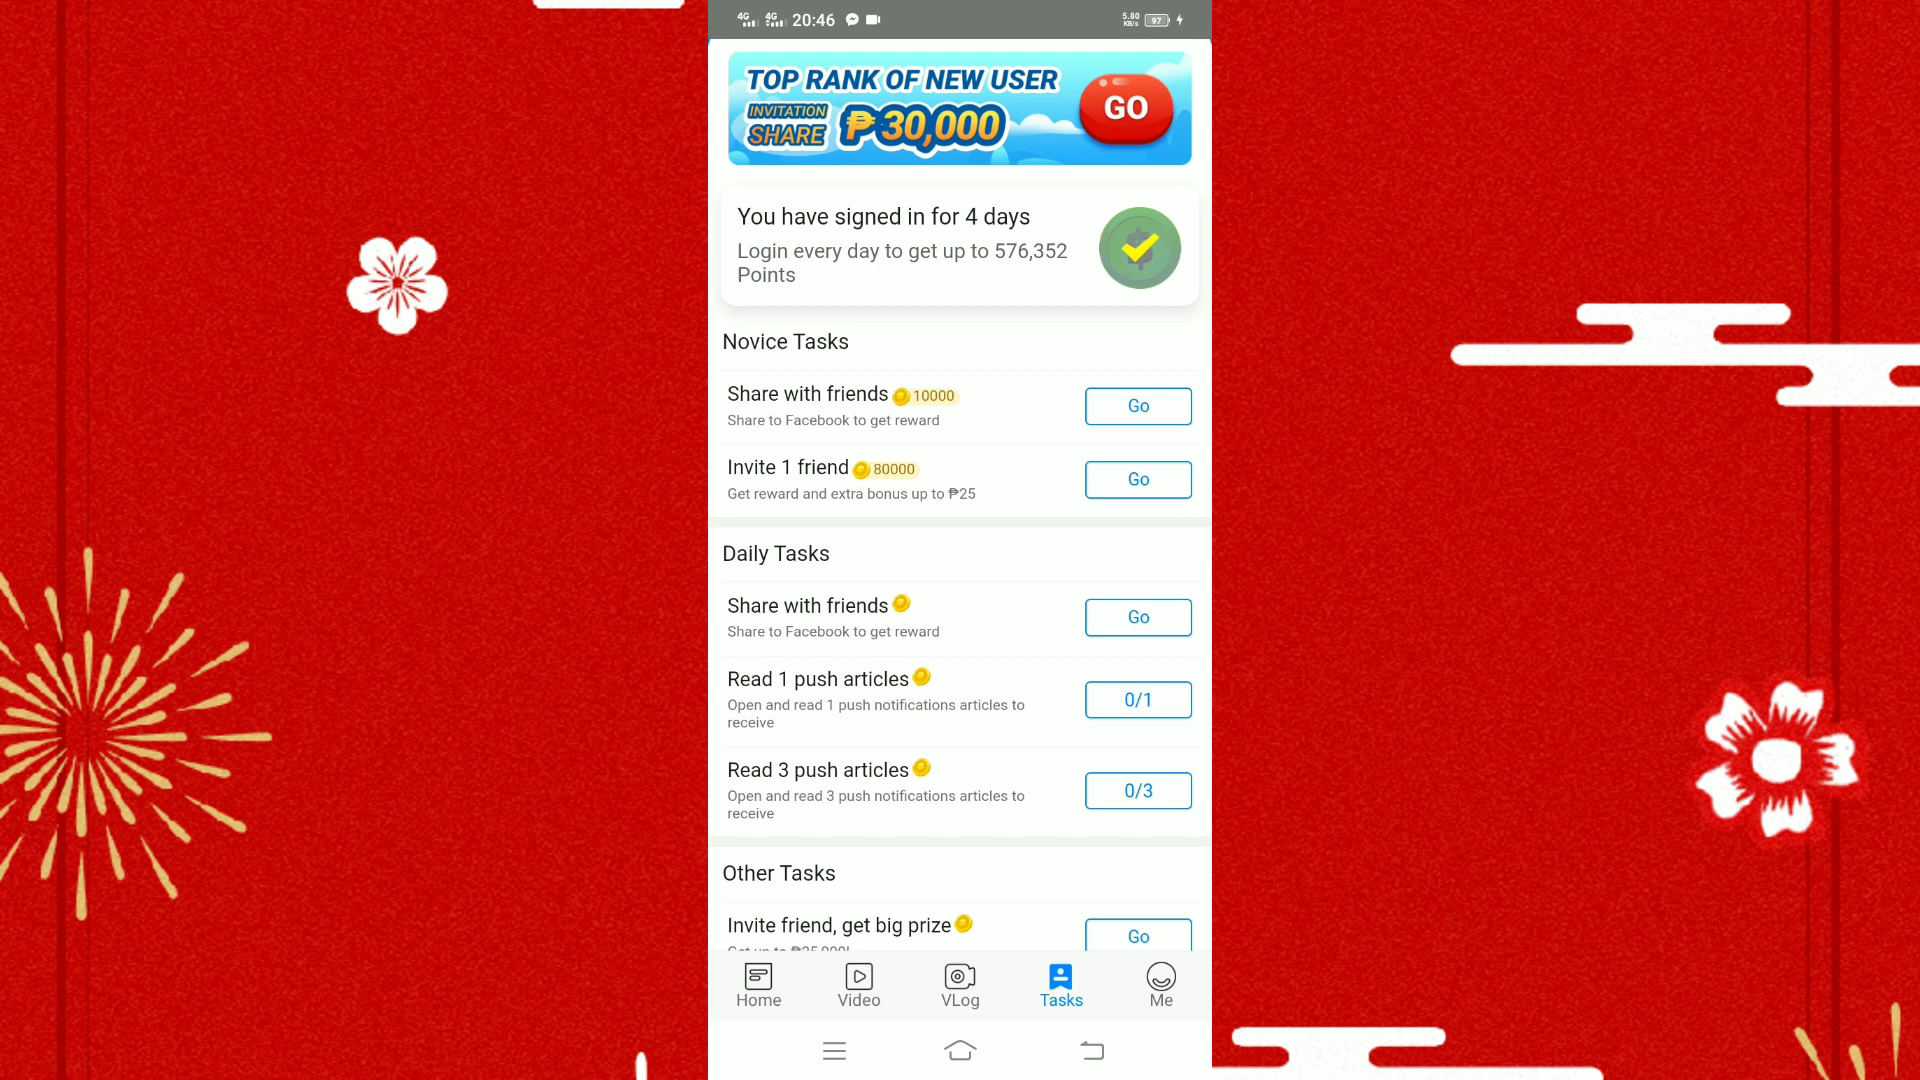 4G 4G 20:46 5.80 KB/s 97
TOP RANK OF NEW USER
INVITATION
SHARE ₱30,000
GO
You have signed in for 4 days
Login every day to get up to 576,352
Points
Novice Tasks
Share with friends 10000
Share to Facebook to get reward
Go
Invite 1 friend 80000
Get reward and extra bonus up to ₱25
Go
Daily Tasks
Share with friends
Share to Facebook to get reward
Go
Read 1 push articles
Open and read 1 push notifications articles to
receive
0/1
Read 3 push articles
Open and read 3 push notifications articles to
receive
0/3
Other Tasks
Invite friend, get big prize
Go
Home Video VLog Tasks Me